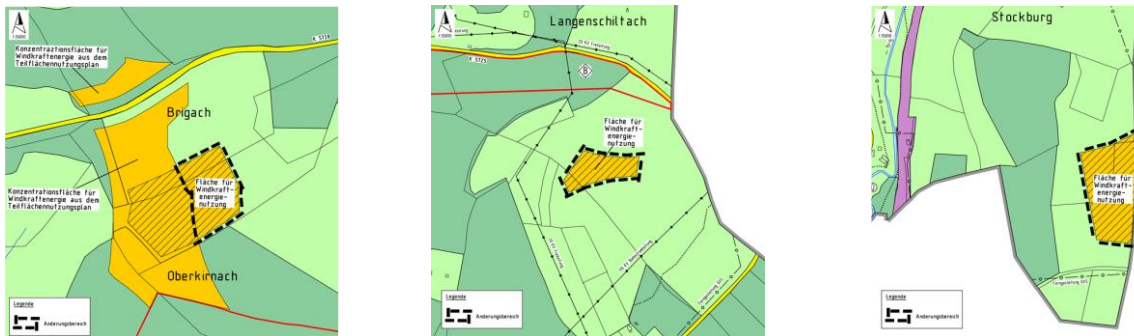 Konzentrationsfläche für
Windkraftenergie aus dem
Teilflächennutzungsplan
K 5728
Brigach
Fläche für
Windkraft-
energie-
nutzung
Konzentrationsfläche für
Windkraftenergie aus dem
Teilflächennutzungsplan
Oberkirnach
Legende
Änderungsbereich
Langenschiltach
K 5725
B
Fläche für
Windkraft-
energie-
nutzung
Legende
Änderungsbereich
Stockburg
Fläche für
Windkraft-
energie-
nutzung
Legende
Änderungsbereich